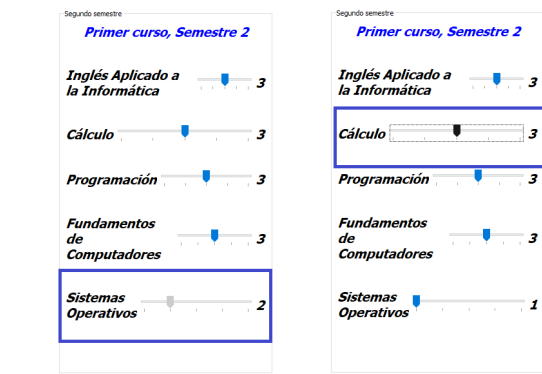 Segundo semestre
Primer curso, Semestre 2
Inglés Aplicado a
la Informática 3
Cálculo 3
Programación 3
Fundamentos
de
Computadores 3
Sistemas
Operativos 2
Segundo semestre
Primer curso, Semestre 2
Inglés Aplicado a
la Informática 3
Cálculo 3
Programación 3
Fundamentos
de
Computadores 3
Sistemas
Operativos 1